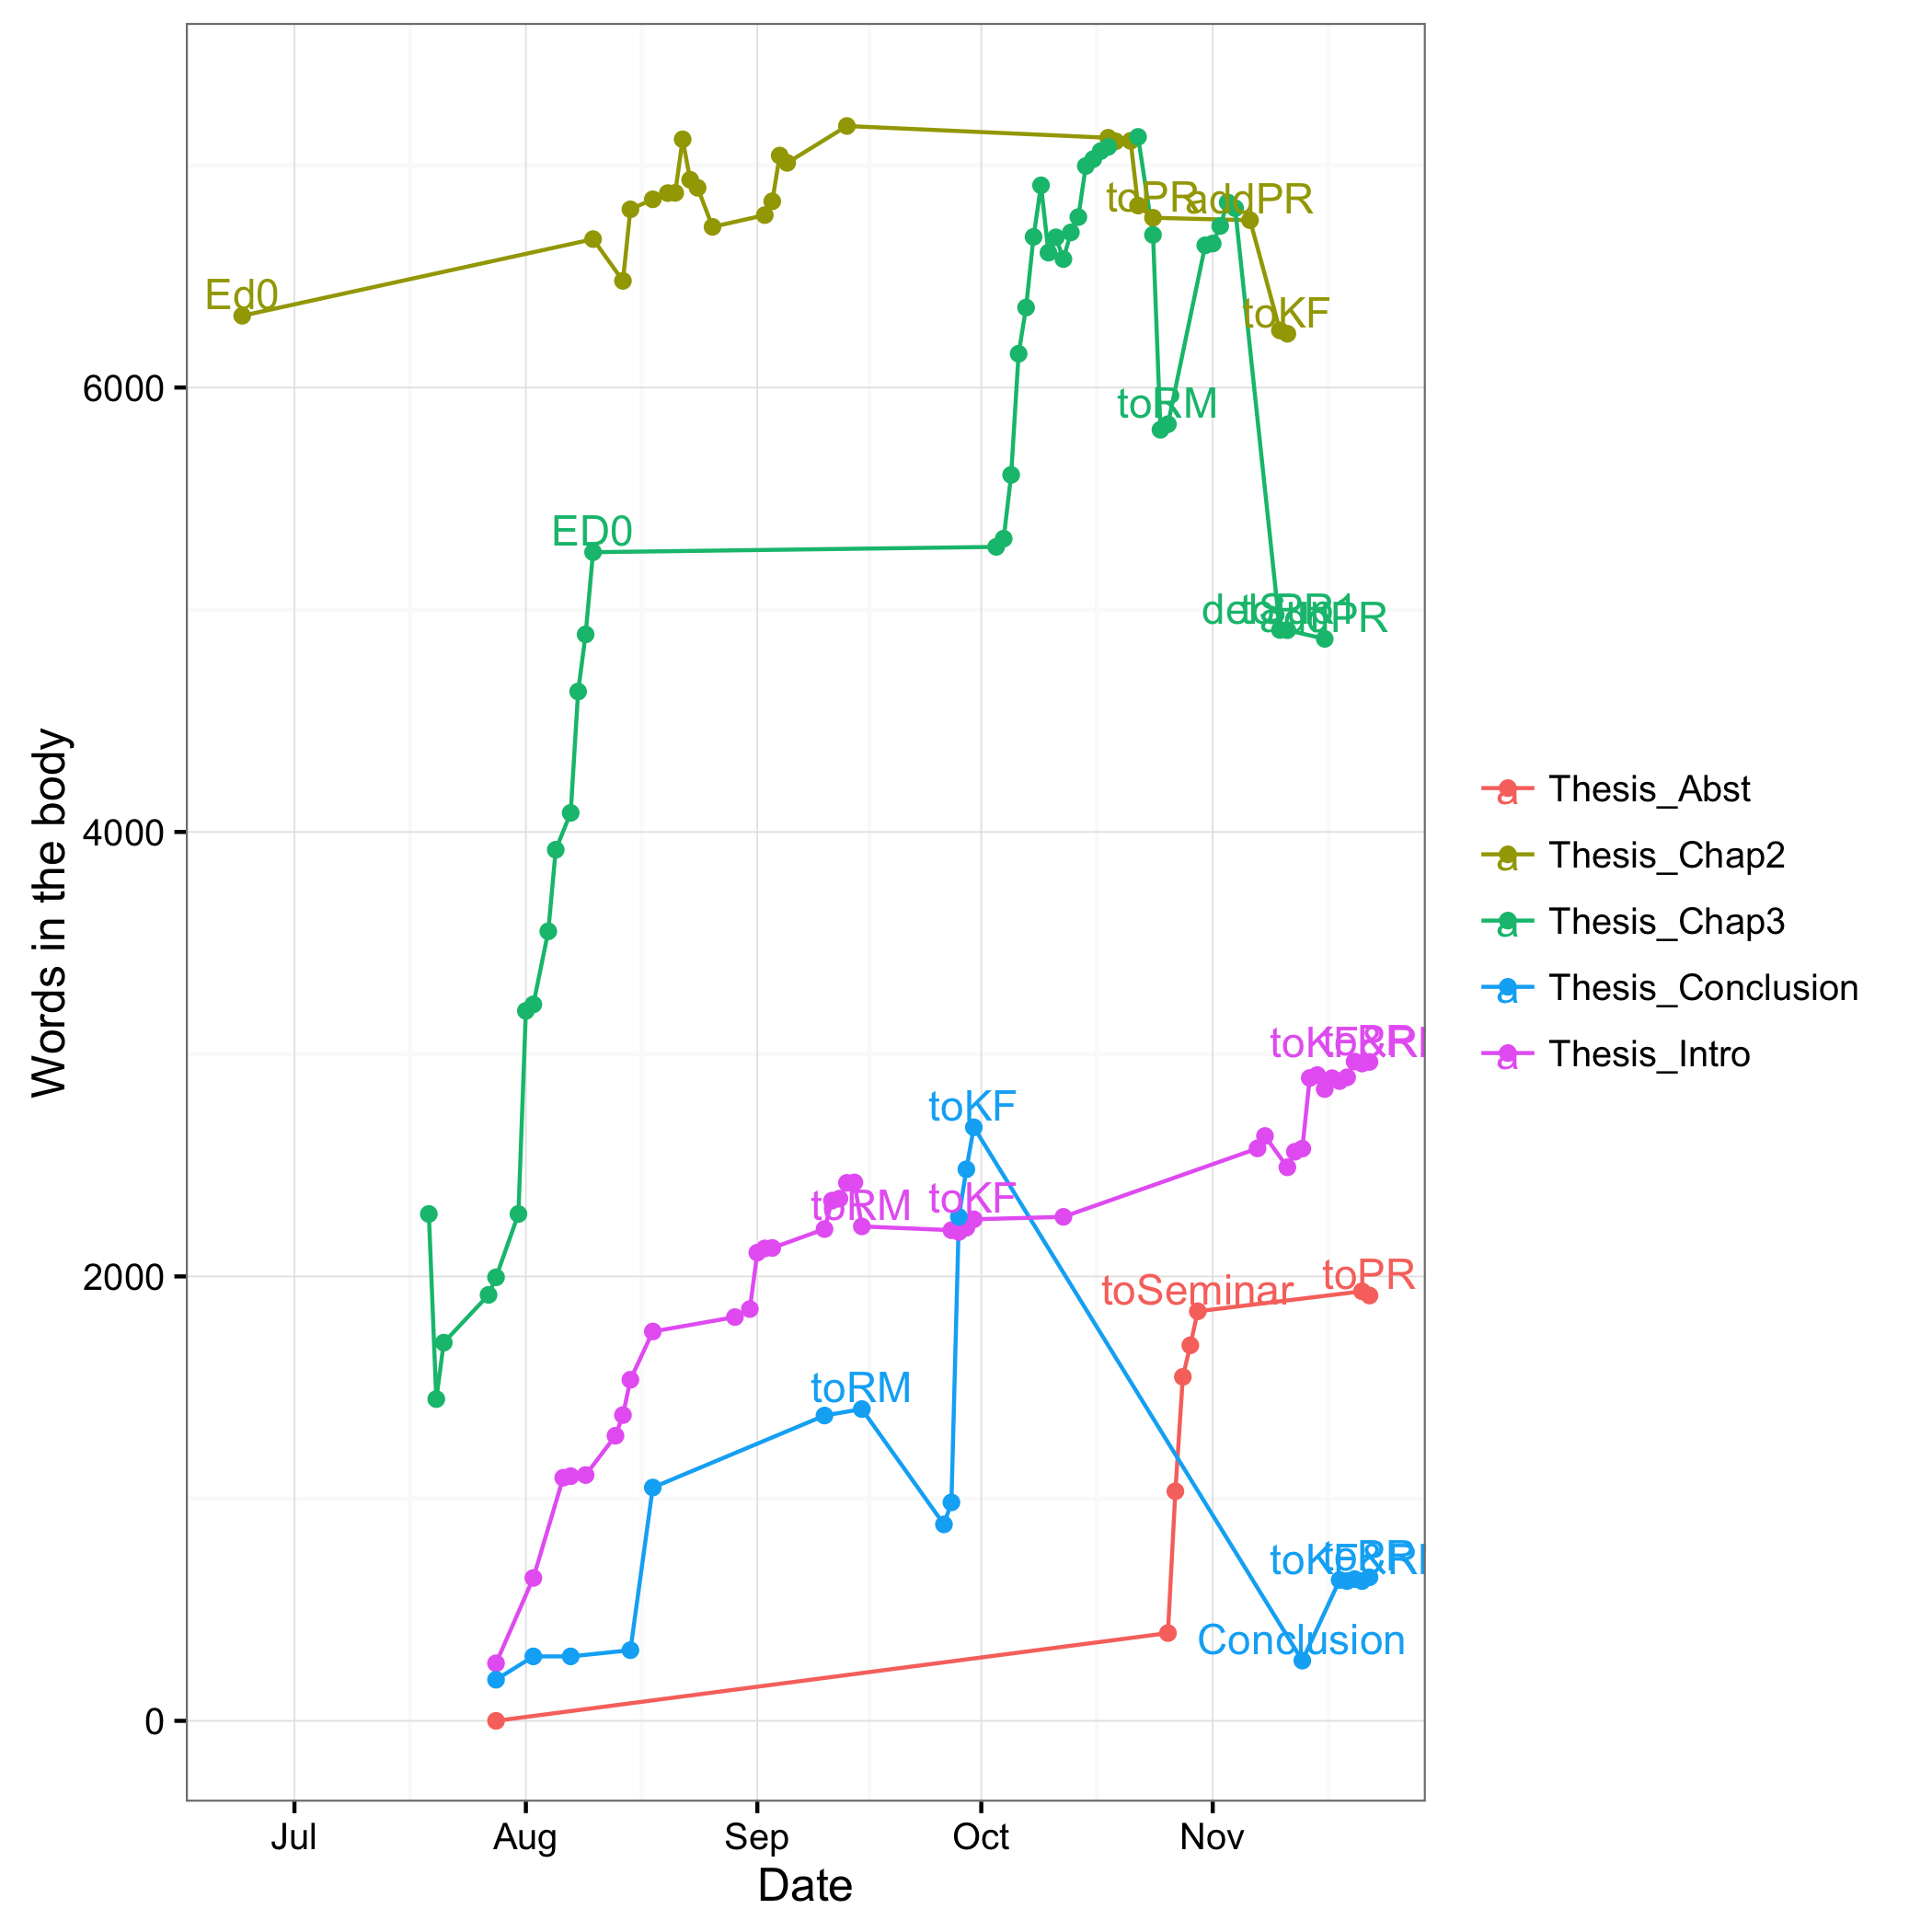 Ed0
toPR
addPR
toKF
6000
toRM
ED0
4000
toKF
toRM
toKF
2000
toSeminar
toPR
toRM
Conclusion
0
Jul
Aug
Sep
Oct
Nov
Date
Words in the body
Thesis_Abst
Thesis_Chap2
Thesis_Chap3
Thesis_Conclusion
Thesis_Intro